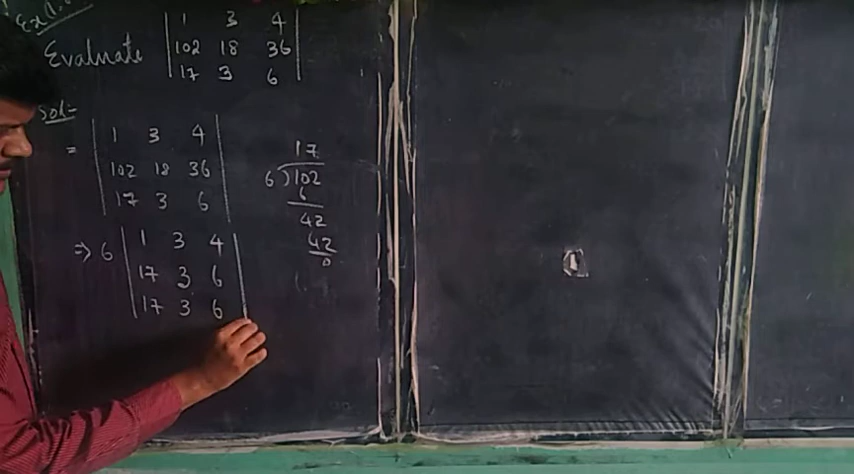 Ex(1.
Evaluate | 1 3 4 |
| 102 18 36 |
| 17 3 6 |
Sol=
= | 1 3 4 |
| 102 18 36 |
| 17 3 6 |
17
6 ) 102
6
42
42
0
⇒ 6 | 1 3 4 |
| 17 3 6 |
| 17 3 6 |